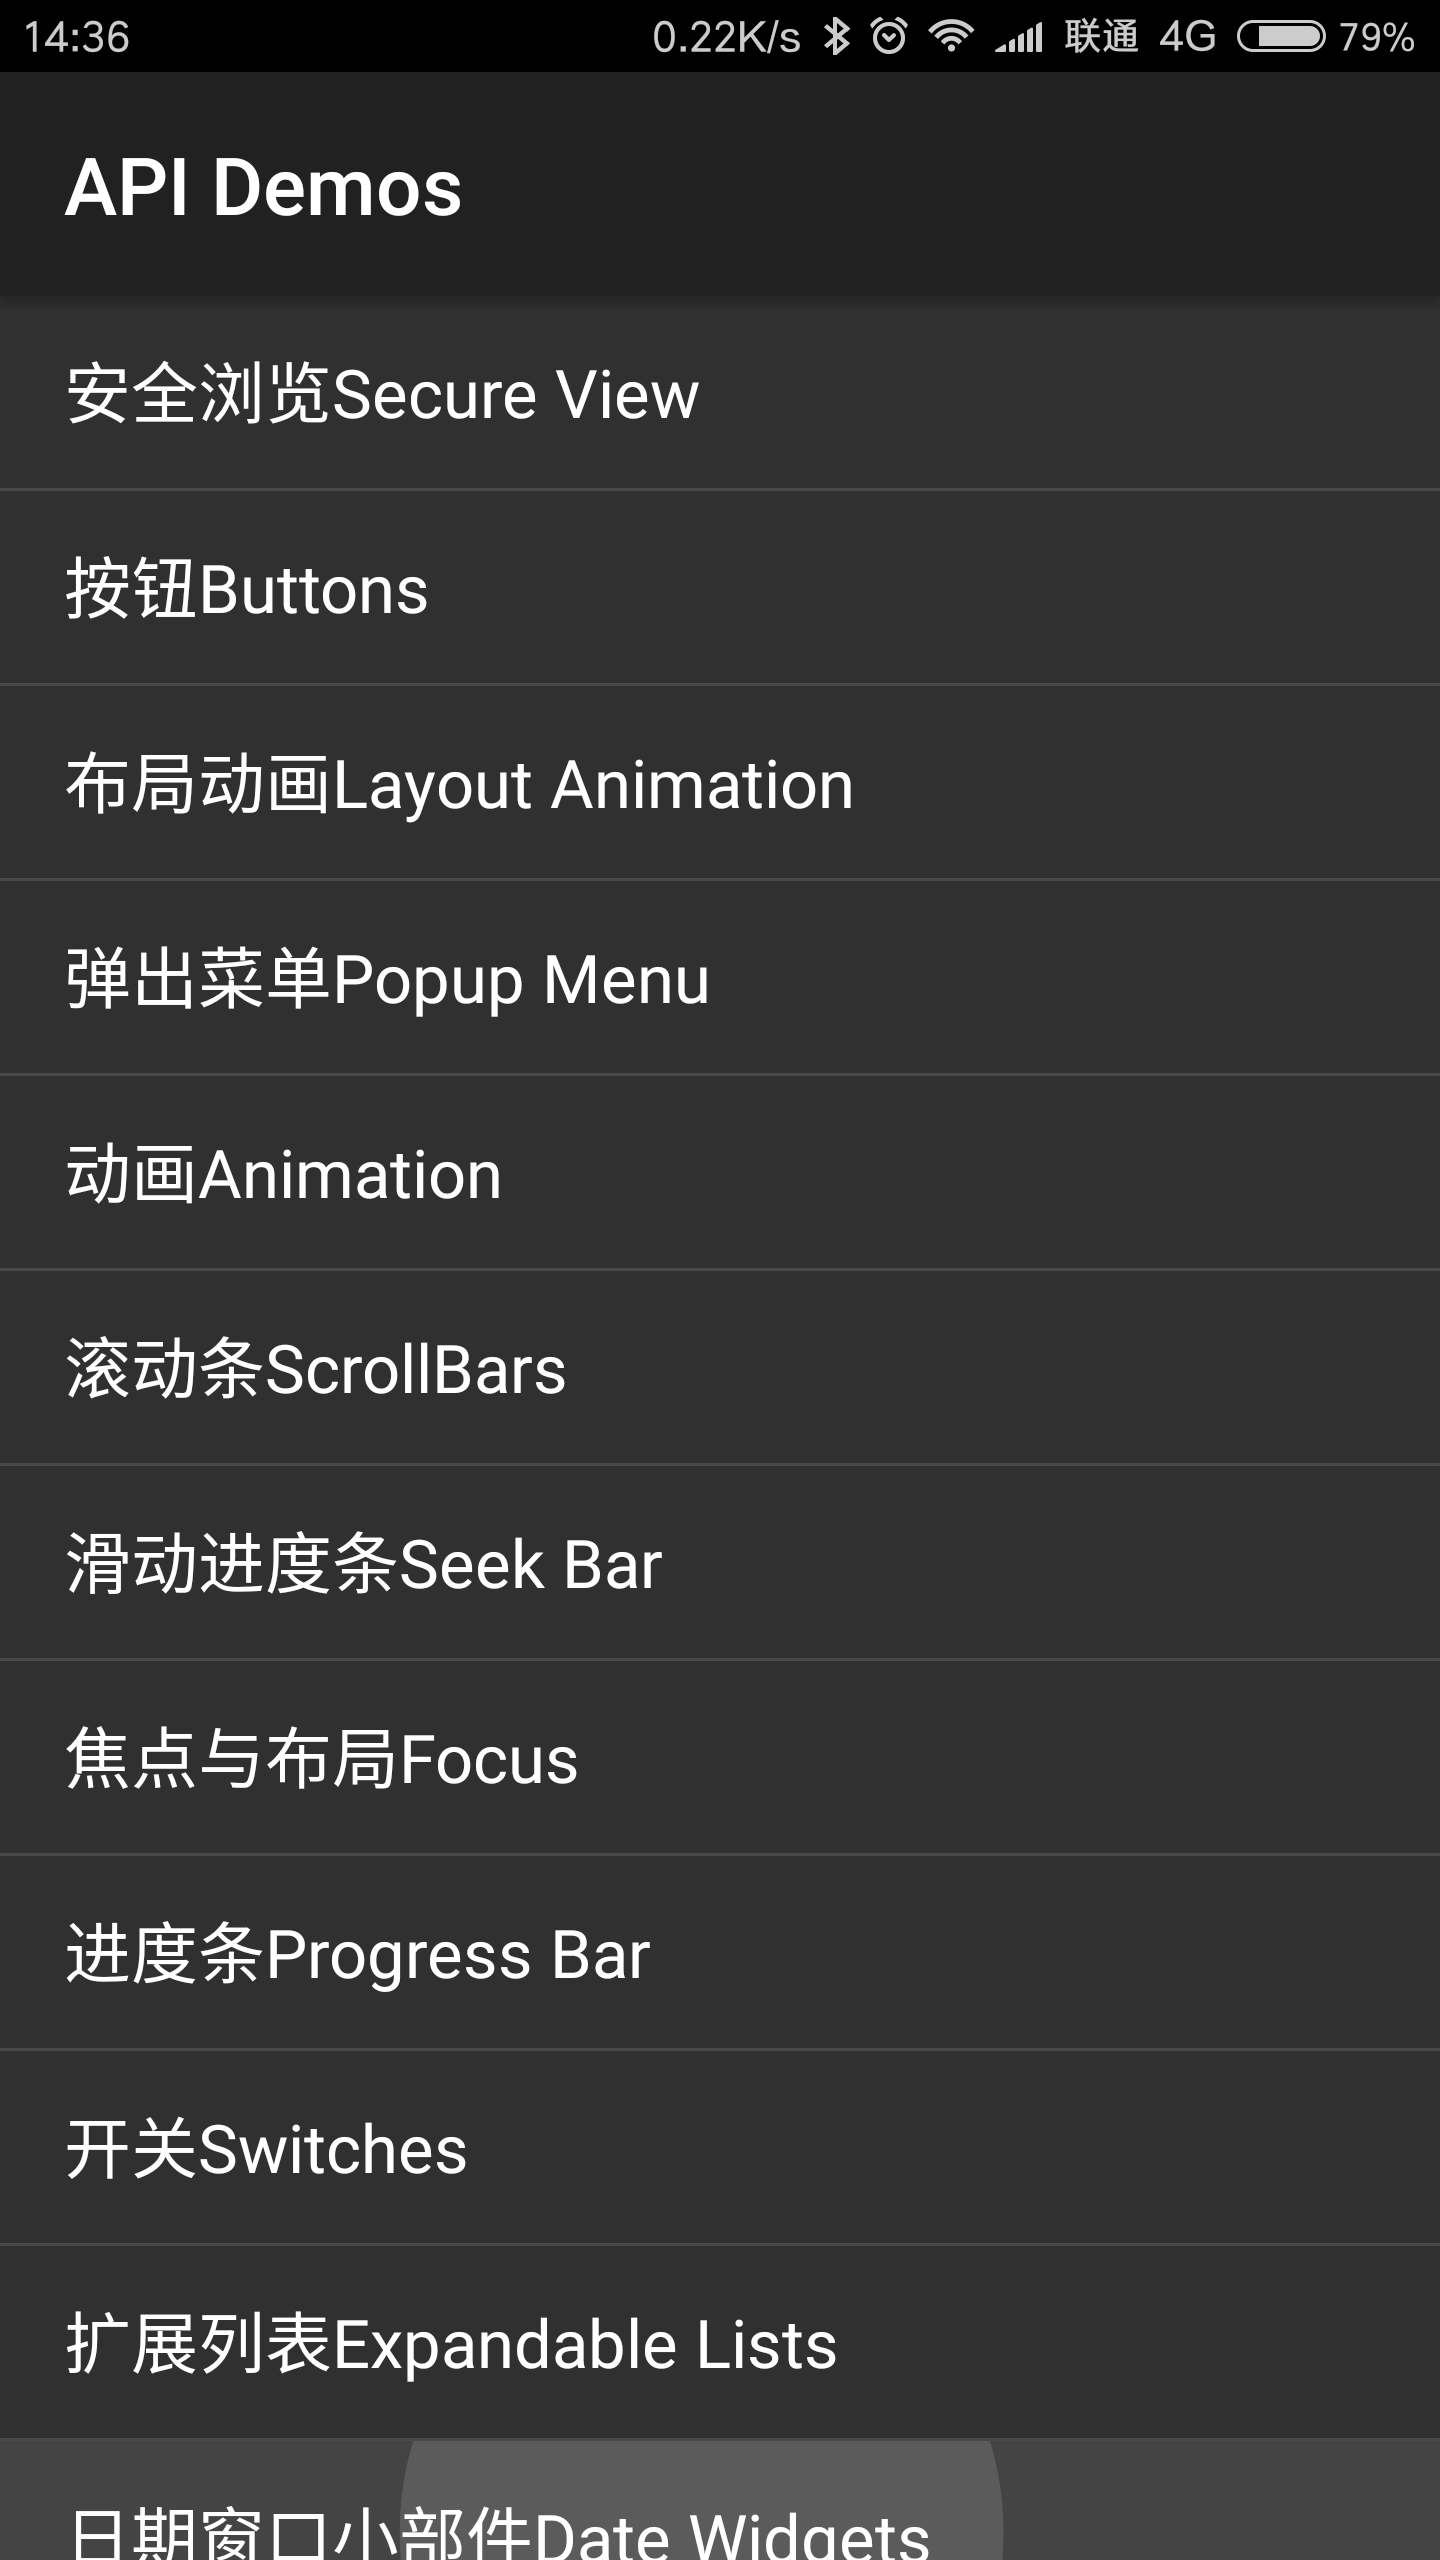 14:36 0.22K/s 联通 4G 79%
API Demos
安全浏览Secure View
按钮Buttons
布局动画Layout Animation
弹出菜单Popup Menu
动画Animation
滚动条ScrollBars
滑动进度条Seek Bar
焦点与布局Focus
进度条Progress Bar
开关Switches
扩展列表Expandable Lists
日期窗口小部件Date Widgets